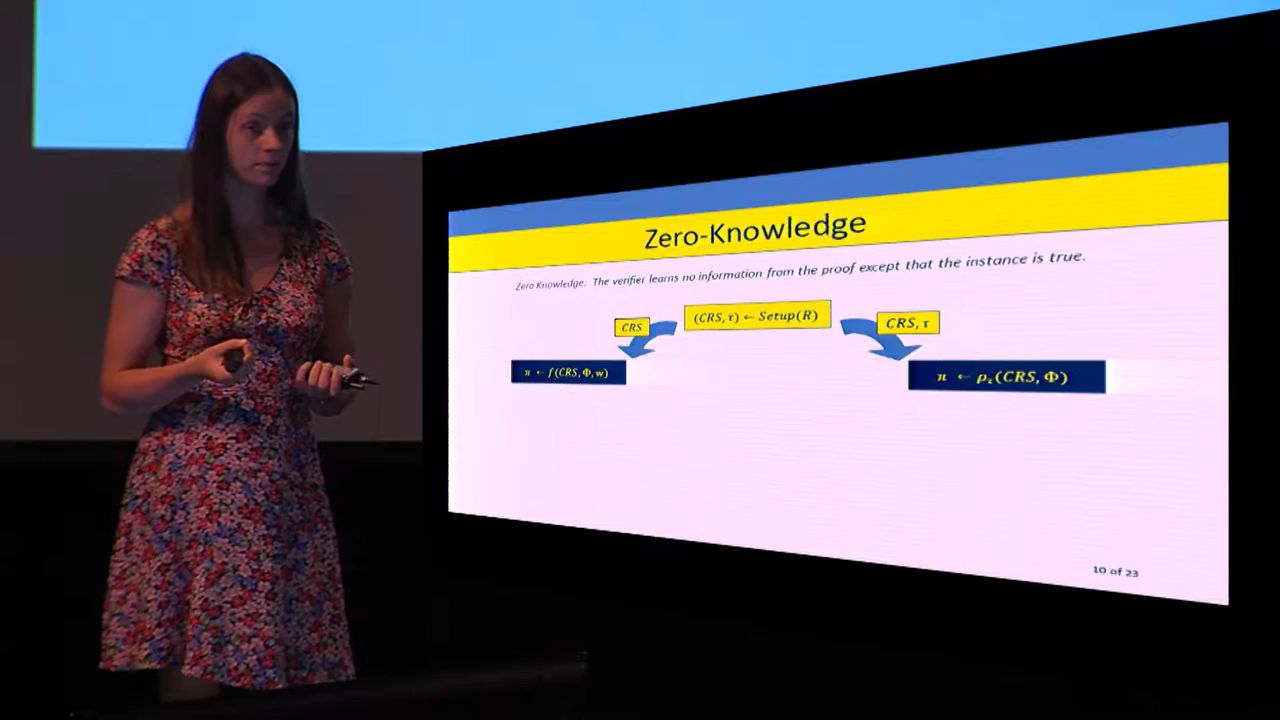 Zero-Knowledge
Zero Knowledge: The verifier learns no information from the proof except that the instance is true.
CRS
(CRS, τ) ← Setup(R)
CRS, τ
π ← f(CRS, Φ, w)
π ← p_τ(CRS, Φ)
10 of 23